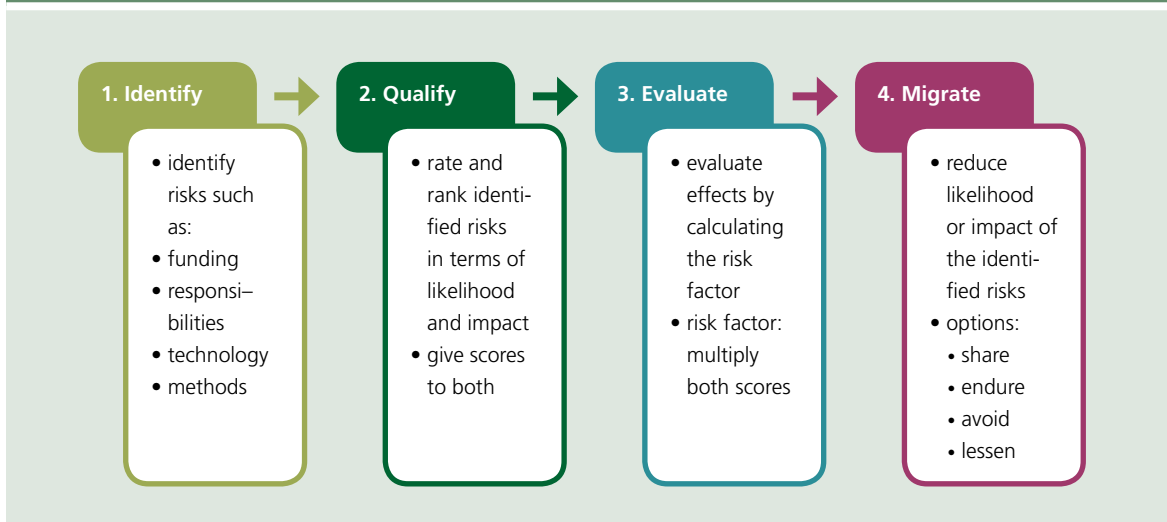 1. Identify
• identify
risks such
as:
• funding
• responsi–
bilities
• technology
• methods
2. Qualify
• rate and
rank identi-
fied risks
in terms of
likelihood
and impact
• give scores
to both
3. Evaluate
• evaluate
effects by
calculating
the risk
factor
• risk factor:
multiply
both scores
4. Migrate
• reduce
likelihood
or impact of
the identi-
fied risks
• options:
• share
• endure
• avoid
• lessen